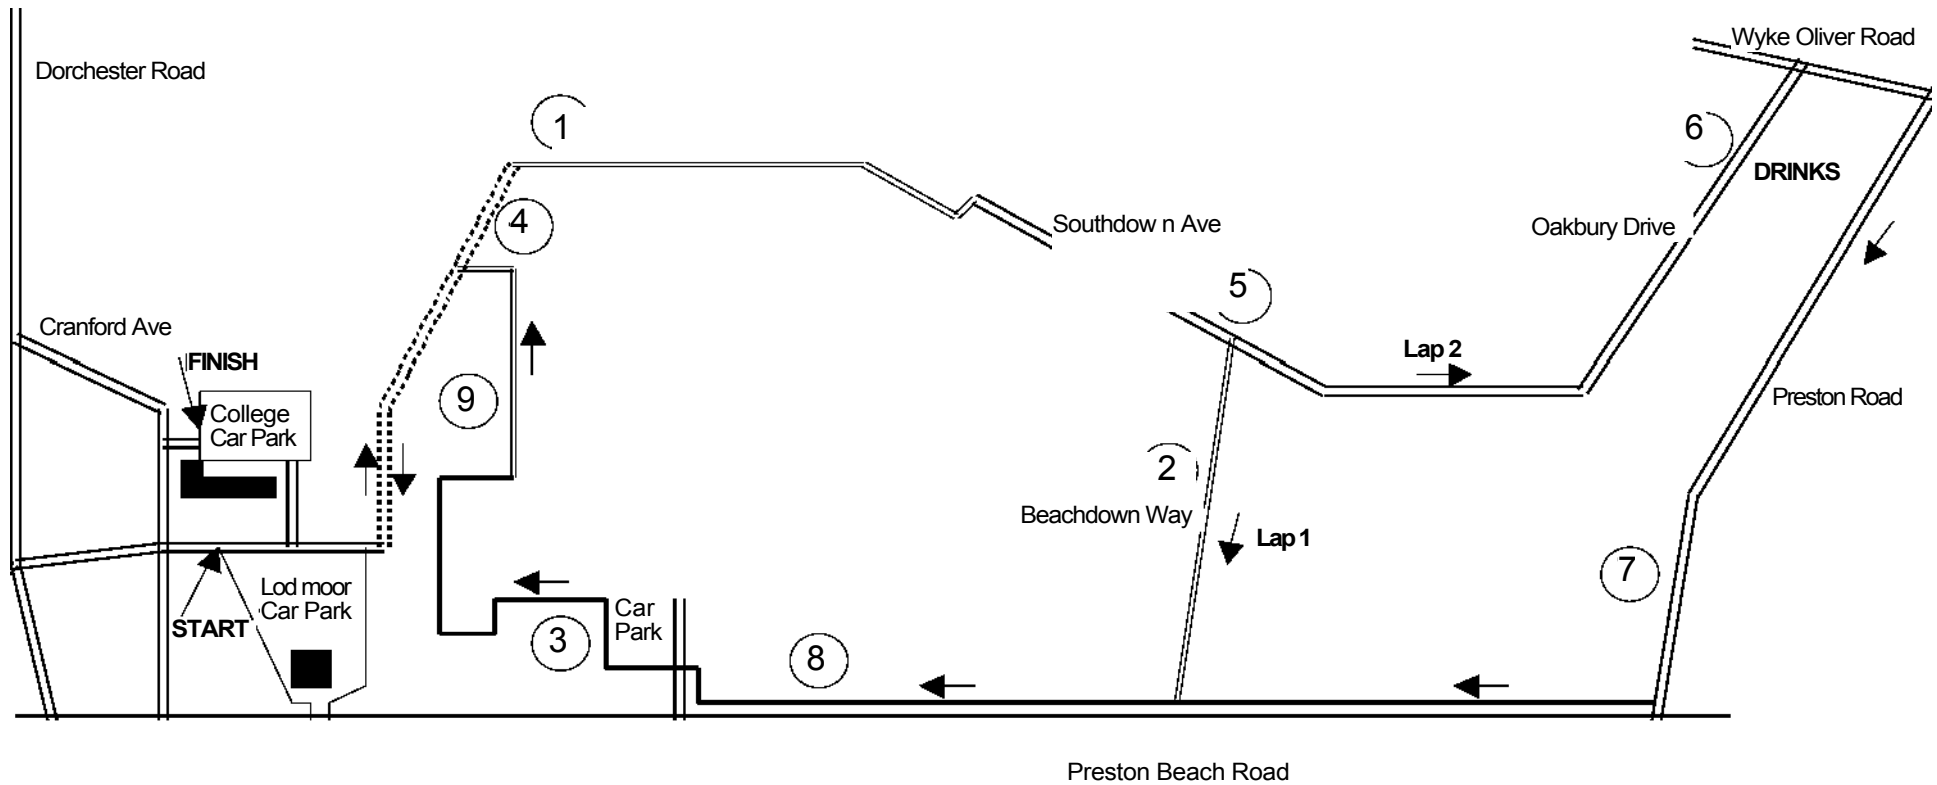 Wyke Oliver Road
Dorchester Road
1
6
DRINKS
4
Southdow n Ave
Oakbury Drive
5
Cranford Ave
FINISH
Lap 2
9
Preston Road
College
Car Park
2
Beachdown Way
Lap 1
7
Lod moor
Car Park
START
Car
Park
3
8
Preston Beach Road